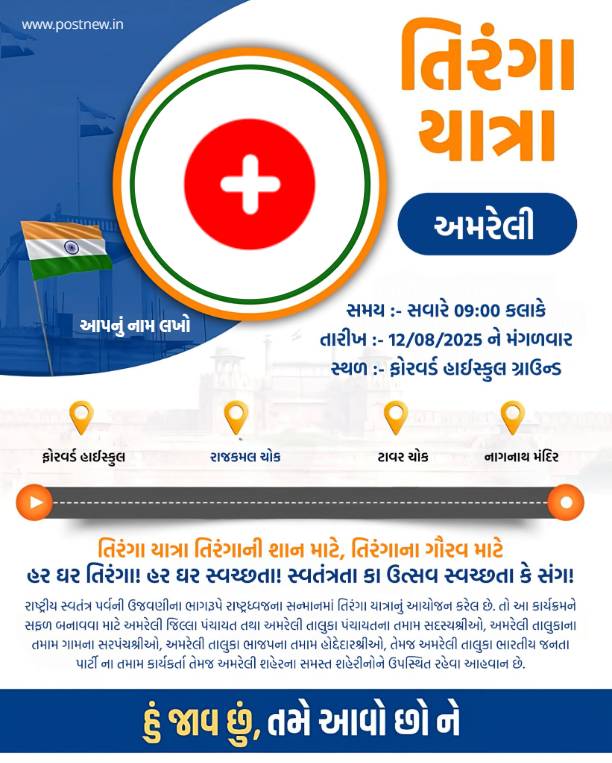 www.postnew.in
તિરંગા
યાત્રા
અમરેલી
આપનું નામ લખો
સમય :- સવારે 09:00 કલાકે
તારીખ :- 12/08/2025 ને મંગળવાર
સ્થળ :- ફોરવર્ડ હાઈસ્કુલ ગ્રાઉન્ડ
ફોરવર્ડ હાઈસ્કુલ
રાજકમલ ચોક
ટાવર ચોક
નાગનાથ મંદિર
તિરંગા યાત્રા તિરંગાની શાન માટે, તિરંગાના ગૌરવ માટે
હર ઘર તિરંગા! હર ઘર સ્વચ્છતા! સ્વતંત્રતા કા ઉત્સવ સ્વચ્છતા કે સંગ!
રાષ્ટ્રીય સ્વતંત્ર પર્વની ઉજવણીના ભાગરૂપે રાષ્ટ્રધ્વજના સન્માનમાં તિરંગા યાત્રાનું આયોજન કરેલ છે. તો આ કાર્યક્રમને
સફળ બનાવવા માટે અમરેલી જિલ્લા પંચાયત તથા અમરેલી તાલુકા પંચાયતના તમામ સદસ્યશ્રીઓ, અમરેલી તાલુકાના
તમામ ગામના સરપંચશ્રીઓ, અમરેલી તાલુકા ભાજપના તમામ હોદેદારશ્રીઓ, તેમજ અમરેલી તાલુકા ભારતીય જનતા
પાર્ટી ના તમામ કાર્યકર્તા તેમજ અમરેલી શહેરના સમસ્ત શહેરીનોને ઉપસ્થિત રહેવા આહવાન છે.
હું જાવ છું, તમે આવો છો ને